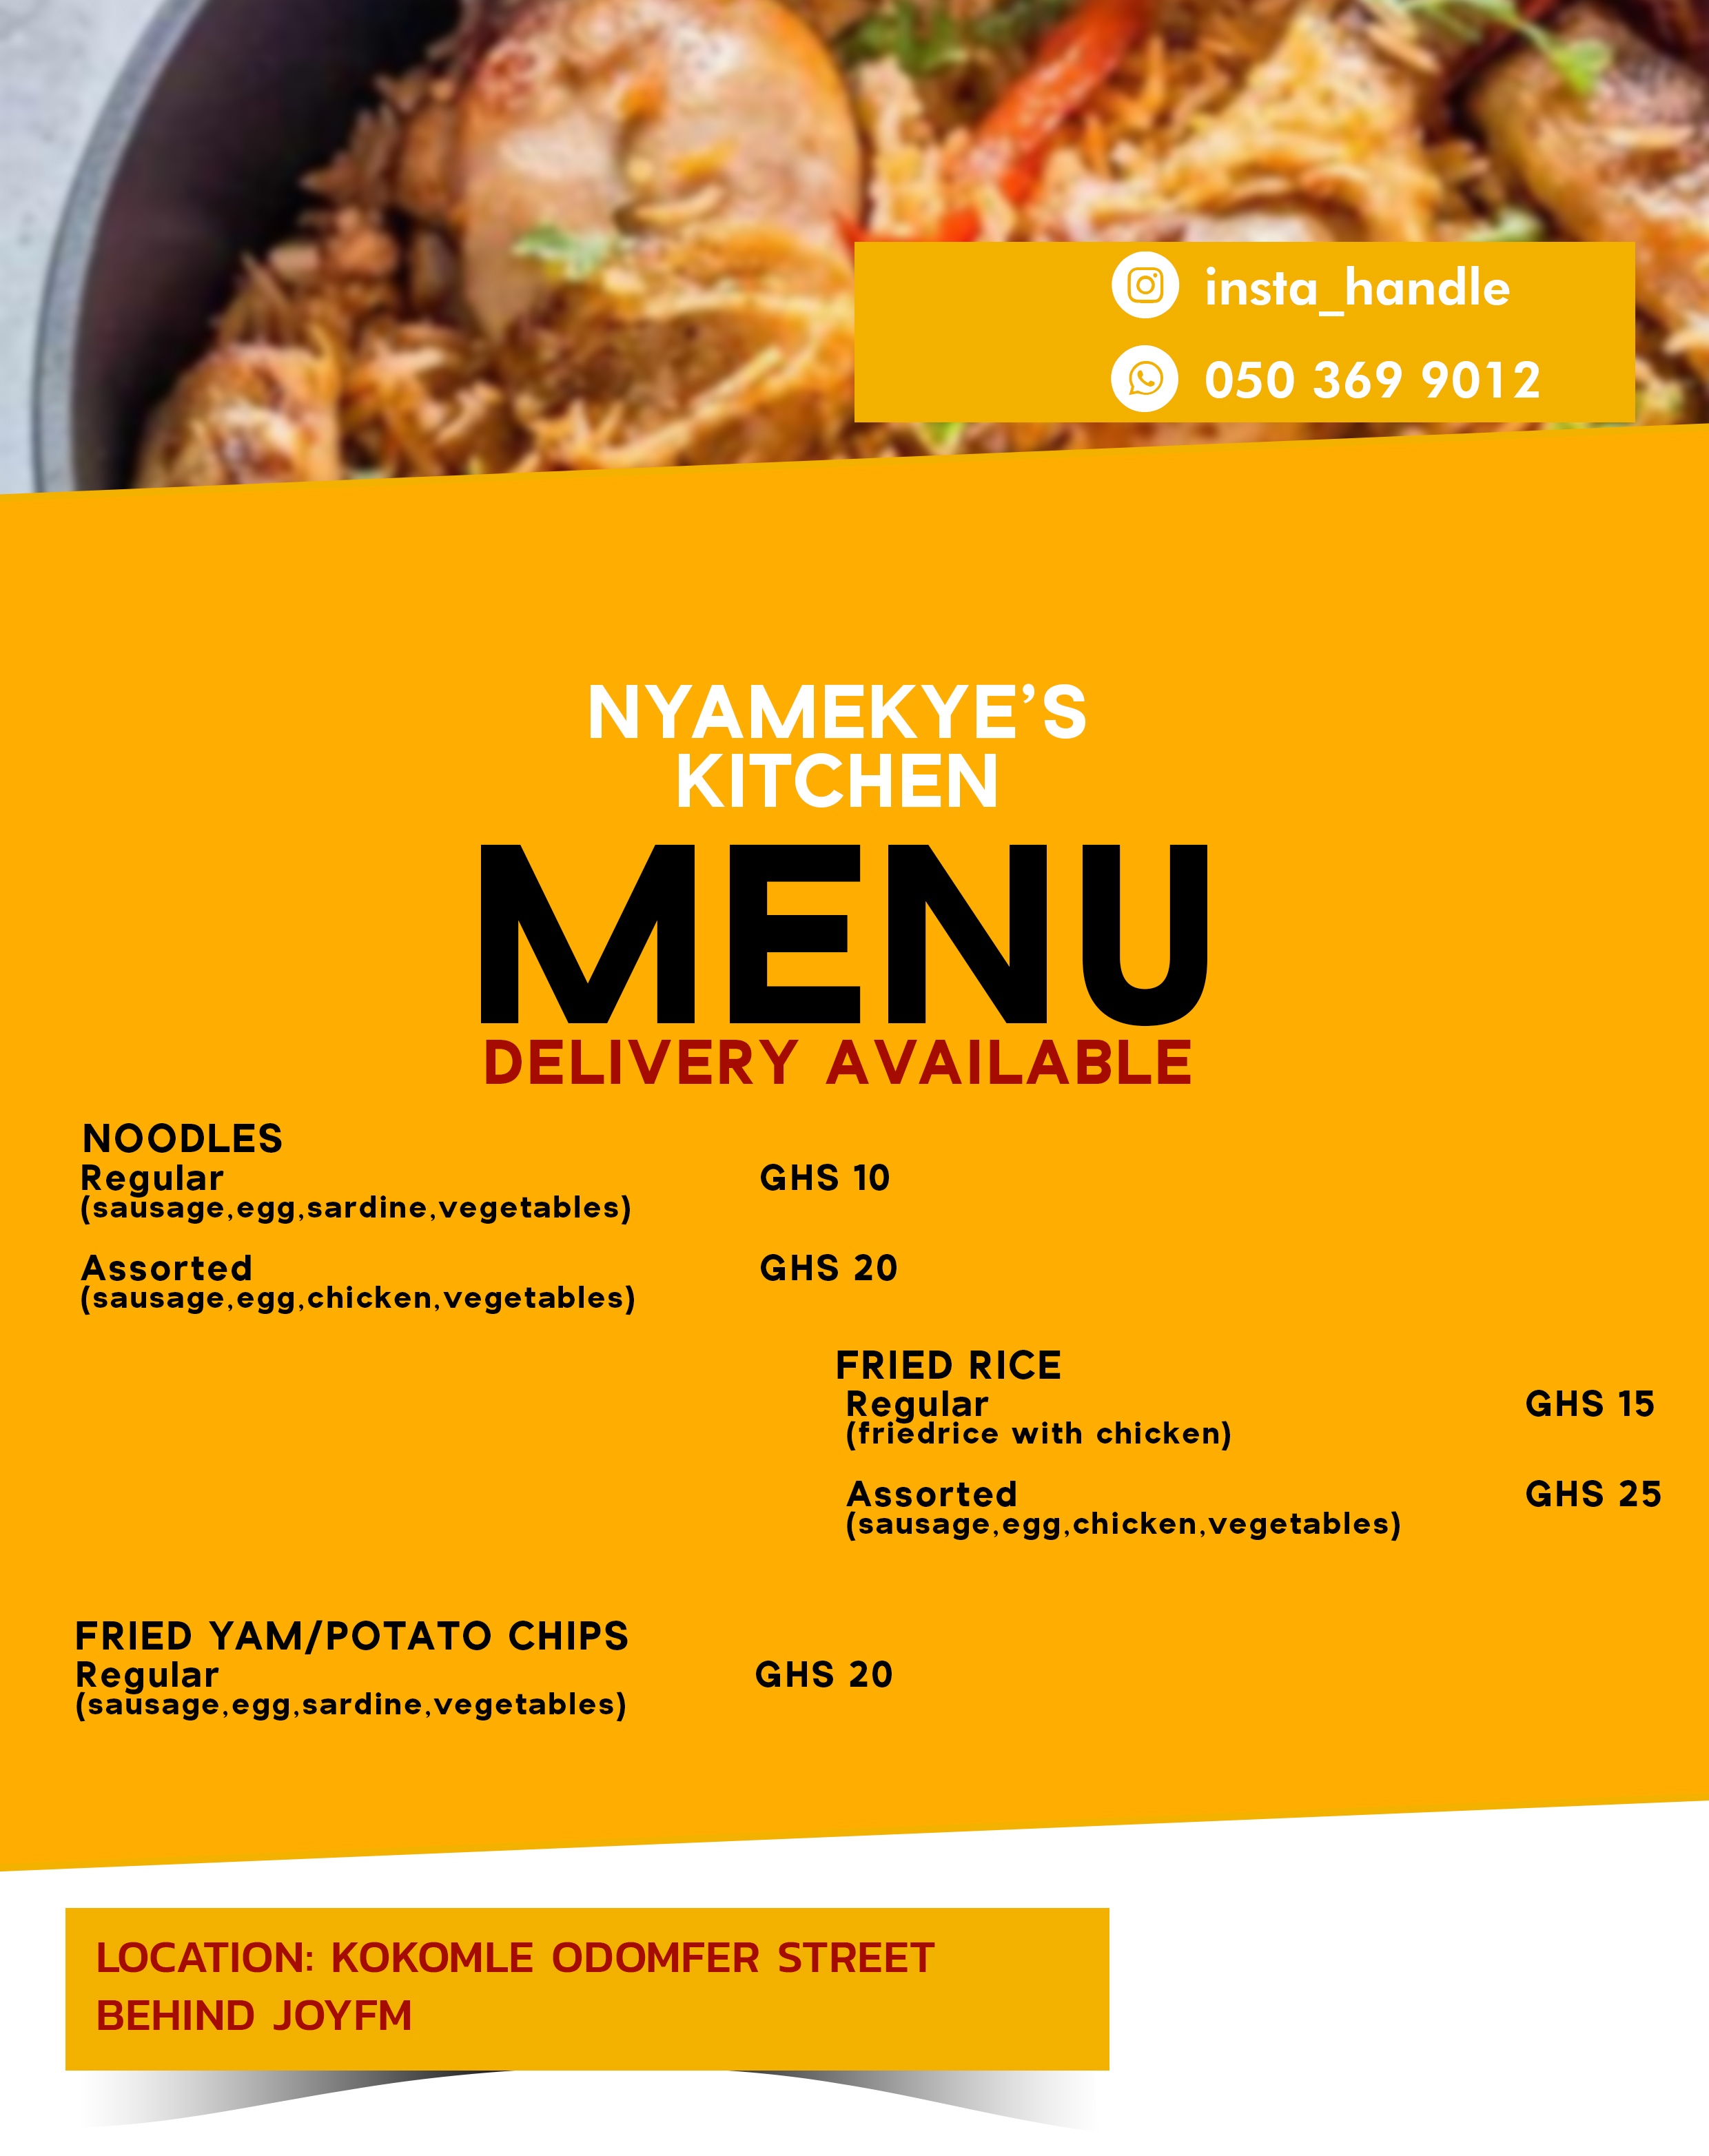 insta_handle
050 369 9012
NYAMEKYE’S
KITCHEN
MENU
DELIVERY AVAILABLE
NOODLES
Regular GHS 10
(sausage,egg,sardine,vegetables)
Assorted GHS 20
(sausage,egg,chicken,vegetables)
FRIED RICE
Regular GHS 15
(friedrice with chicken)
Assorted GHS 25
(sausage,egg,chicken,vegetables)
FRIED YAM/POTATO CHIPS
Regular GHS 20
(sausage,egg,sardine,vegetables)
LOCATION: KOKOMLE ODOMFER STREET
BEHIND JOYFM